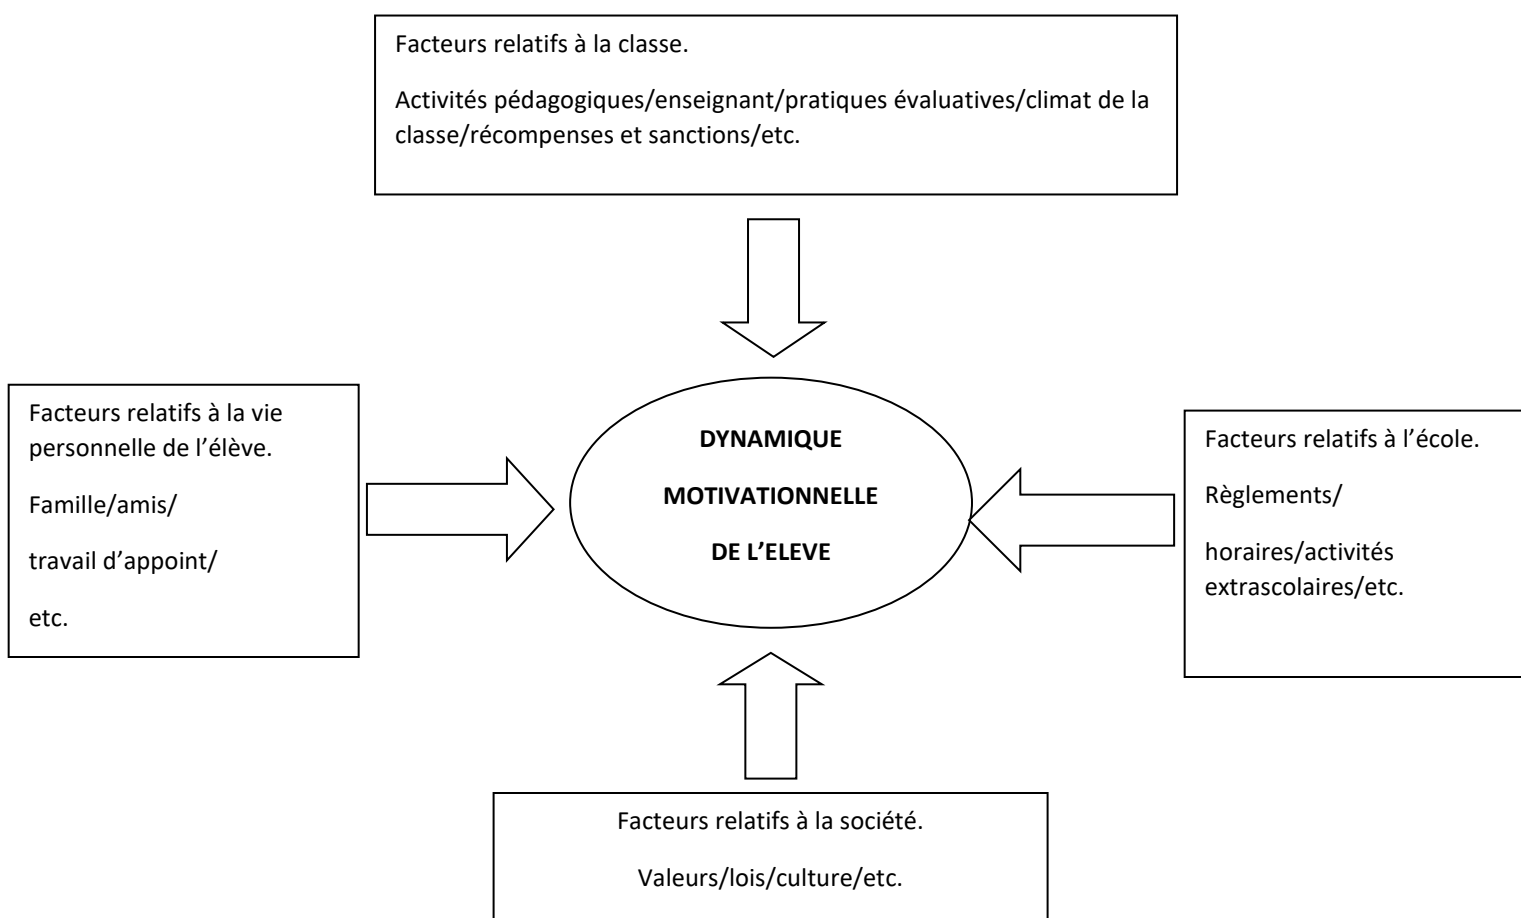 Facteurs relatifs à la classe.
Activités pédagogiques/enseignant/pratiques évaluatives/climat de la
classe/récompenses et sanctions/etc.
Facteurs relatifs à la vie
personnelle de l’élève.
Famille/amis/
travail d’appoint/
etc.
DYNAMIQUE
MOTIVATIONNELLE
DE L’ELEVE
Facteurs relatifs à l’école.
Règlements/
horaires/activités
extrascolaires/etc.
Facteurs relatifs à la société.
Valeurs/lois/culture/etc.